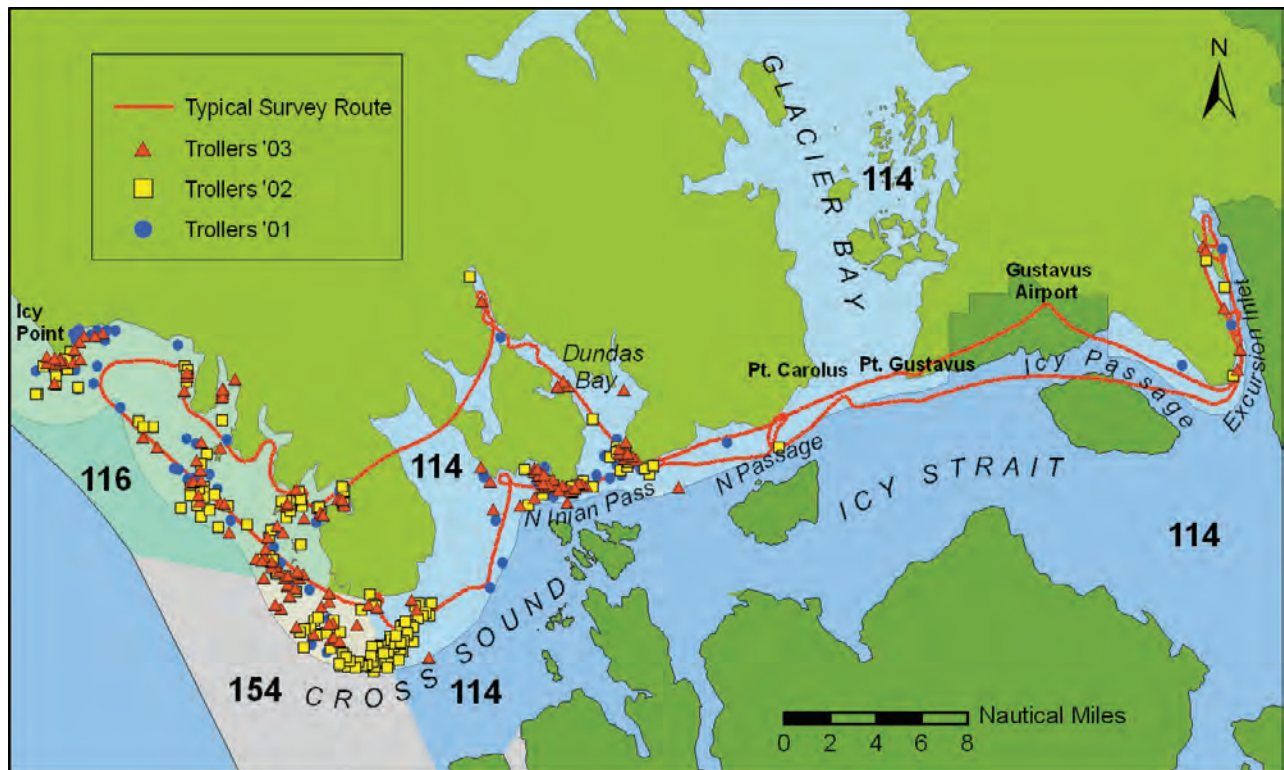 N
Typical Survey Route
Trollers '03
Trollers '02
Trollers '01
GLACIER BAY
114
Gustavus
Airport
Icy
Point
Dundas
Bay
Pt. Carolus
Pt. Gustavus
Icy Passage
Excursion Inlet
116
114
N Passage
N Inian Pass
ICY STRAIT
114
CROSS SOUND
154
114
Nautical Miles
0 2 4 6 8